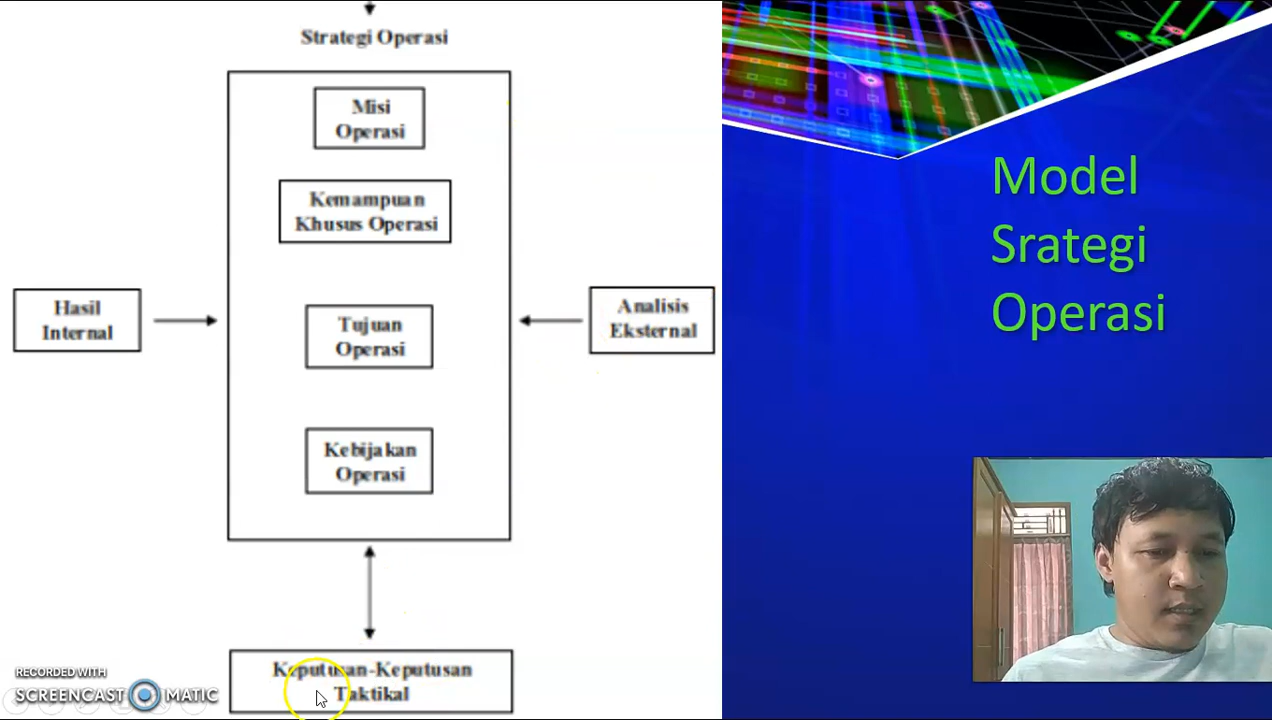 Strategi Operasi
Misi
Operasi
Kemampuan
Khusus Operasi
Hasil
Internal
Tujuan
Operasi
Analisis
Eksternal
Kebijakan
Operasi
Keputusan-Keputusan
Taktikal
Model
Srategi
Operasi
RECORDED WITH
SCREENCAST MATIC